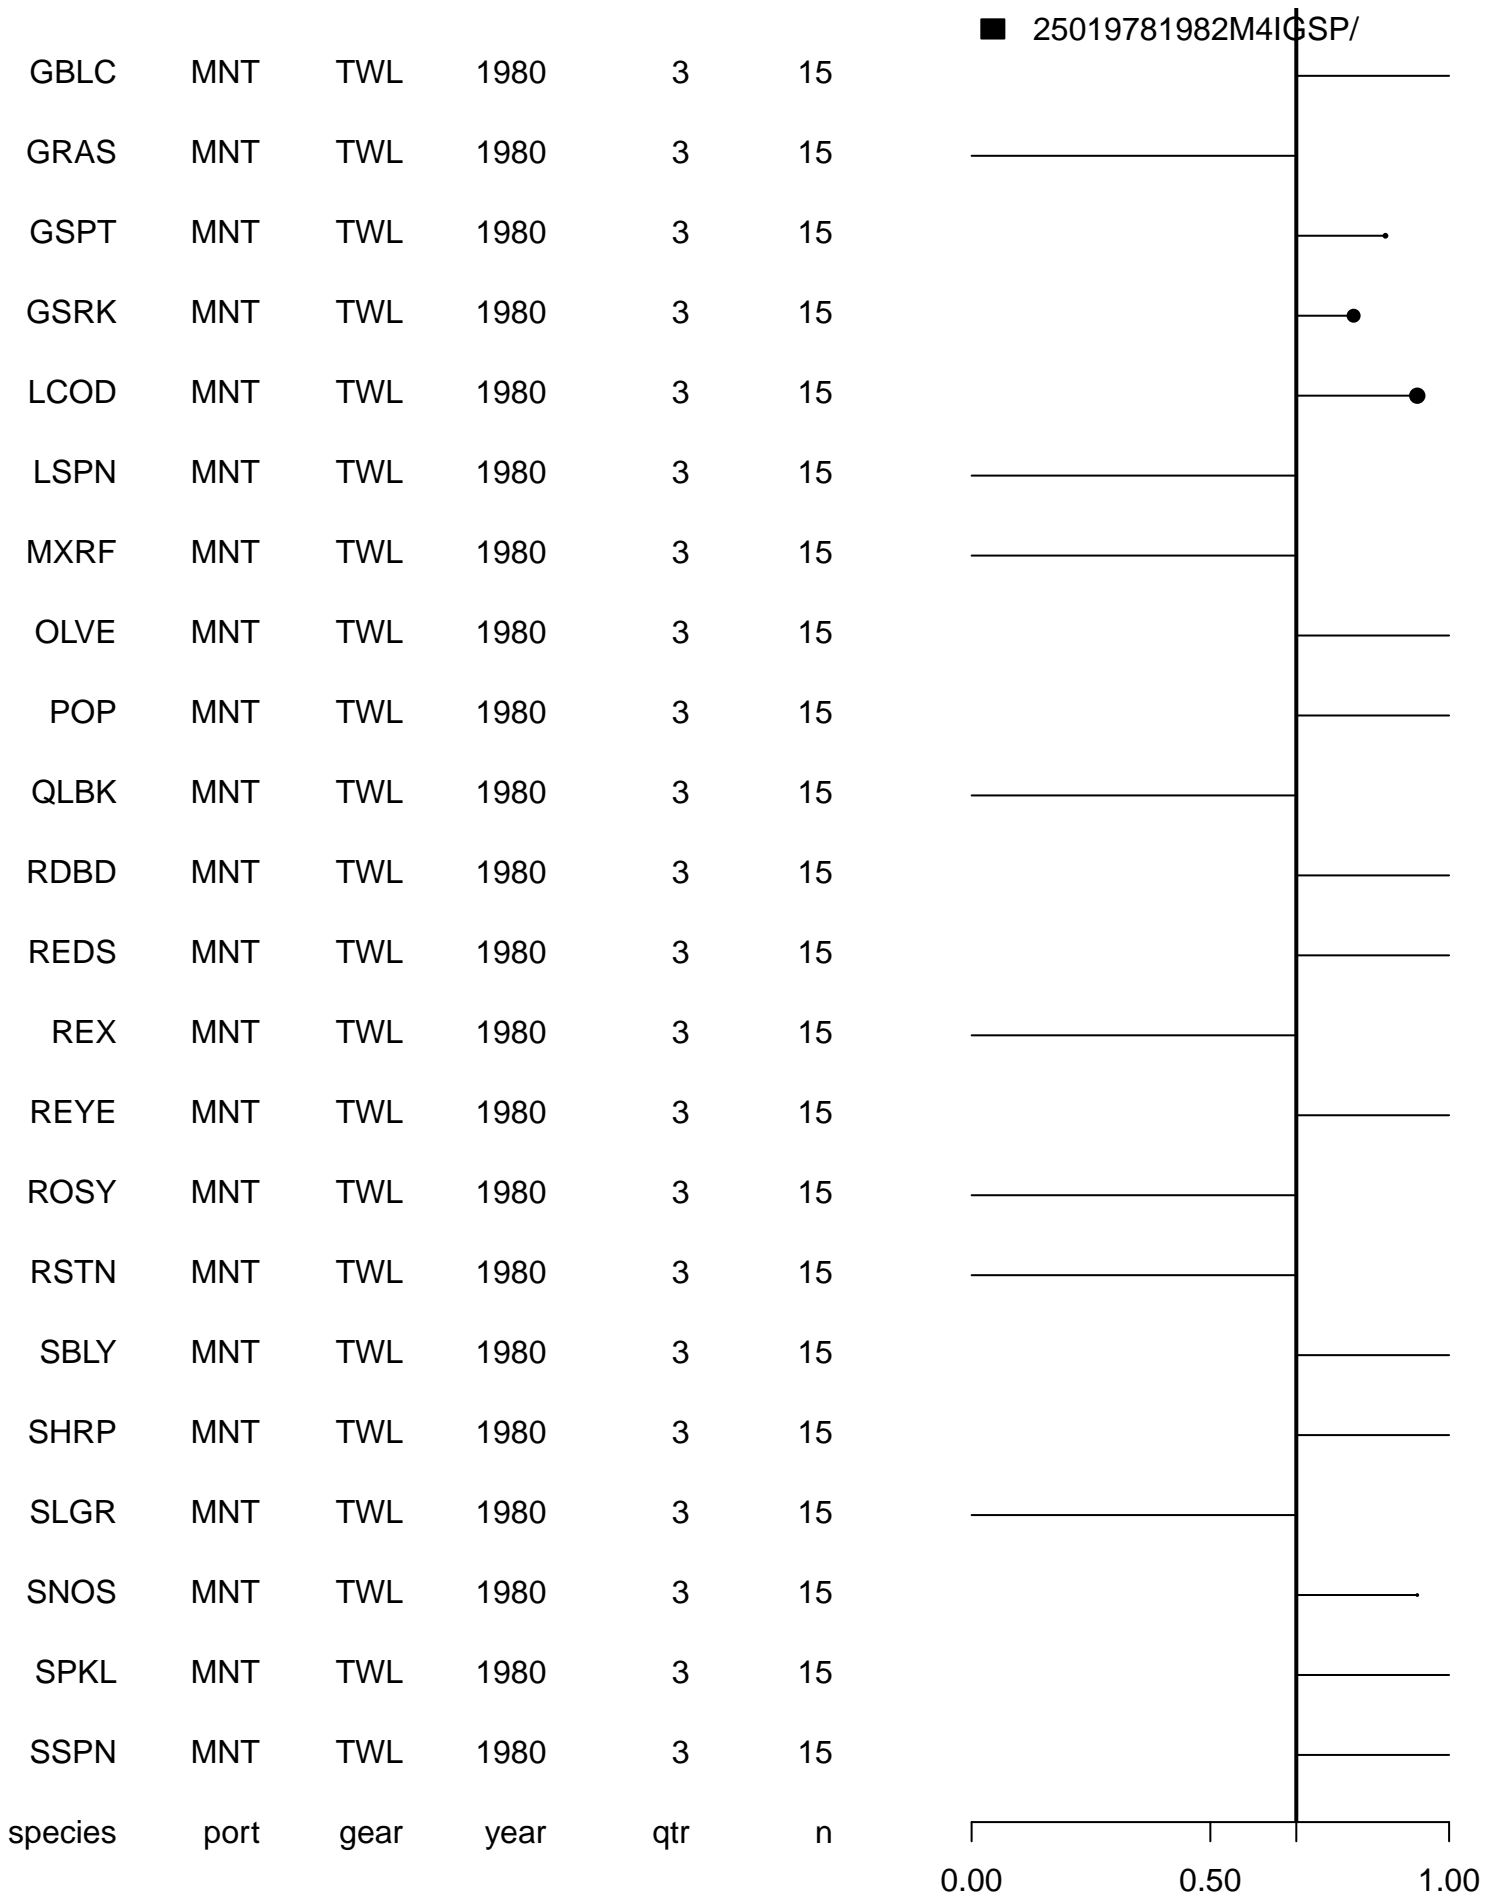 25019781982M4IGSP/
GBLC MNT TWL 1980 3 15
GRAS MNT TWL 1980 3 15
GSPT MNT TWL 1980 3 15
GSRK MNT TWL 1980 3 15
LCOD MNT TWL 1980 3 15
LSPN MNT TWL 1980 3 15
MXRF MNT TWL 1980 3 15
OLVE MNT TWL 1980 3 15
POP MNT TWL 1980 3 15
QLBK MNT TWL 1980 3 15
RDBD MNT TWL 1980 3 15
REDS MNT TWL 1980 3 15
REX MNT TWL 1980 3 15
REYE MNT TWL 1980 3 15
ROSY MNT TWL 1980 3 15
RSTN MNT TWL 1980 3 15
SBLY MNT TWL 1980 3 15
SHRP MNT TWL 1980 3 15
SLGR MNT TWL 1980 3 15
SNOS MNT TWL 1980 3 15
SPKL MNT TWL 1980 3 15
SSPN MNT TWL 1980 3 15
species port gear year qtr n
0.00 0.50 1.00